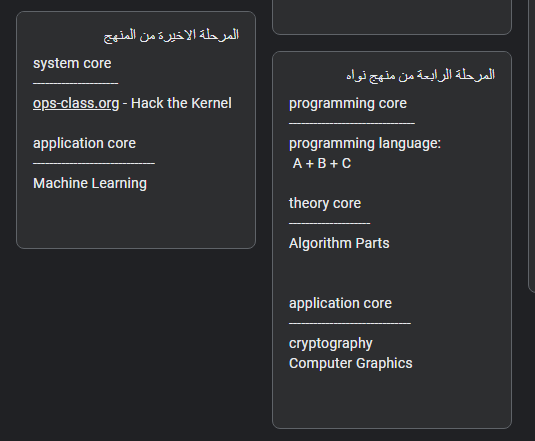 المرحلة الاخيرة من المنهج
system core
--------------------
ops-class.org - Hack the Kernel
application core
-----------------------------
Machine Learning
المرحلة الرابعة من منهج نواه
programming core
------------------------------
programming language:
A + B + C
theory core
-------------------
Algorithm Parts
application core
-----------------------------
cryptography
Computer Graphics